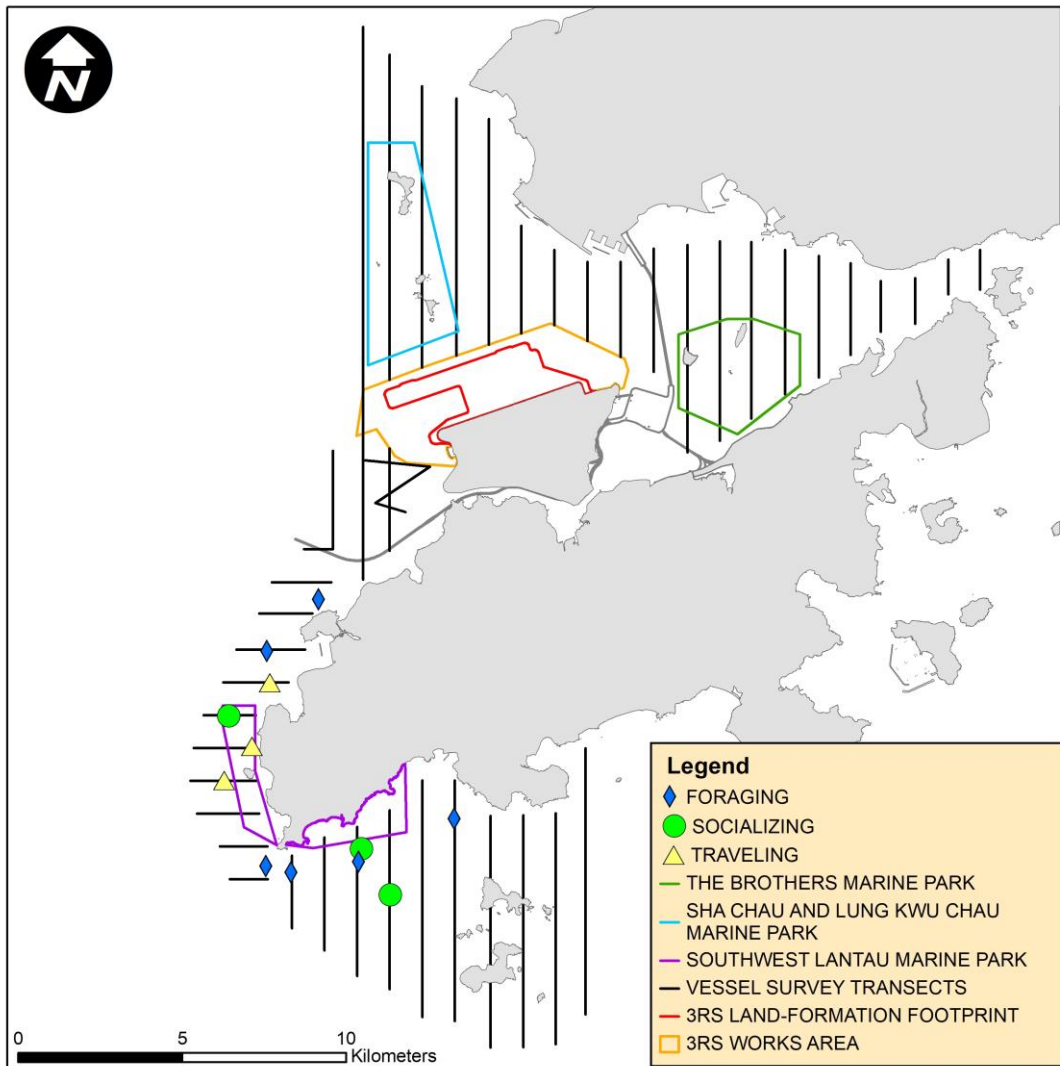 N
Legend
FORAGING
SOCIALIZING
TRAVELING
THE BROTHERS MARINE PARK
SHA CHAU AND LUNG KWU CHAU
MARINE PARK
SOUTHWEST LANTAU MARINE PARK
VESSEL SURVEY TRANSECTS
3RS LAND-FORMATION FOOTPRINT
3RS WORKS AREA
0 5 10
Kilometers